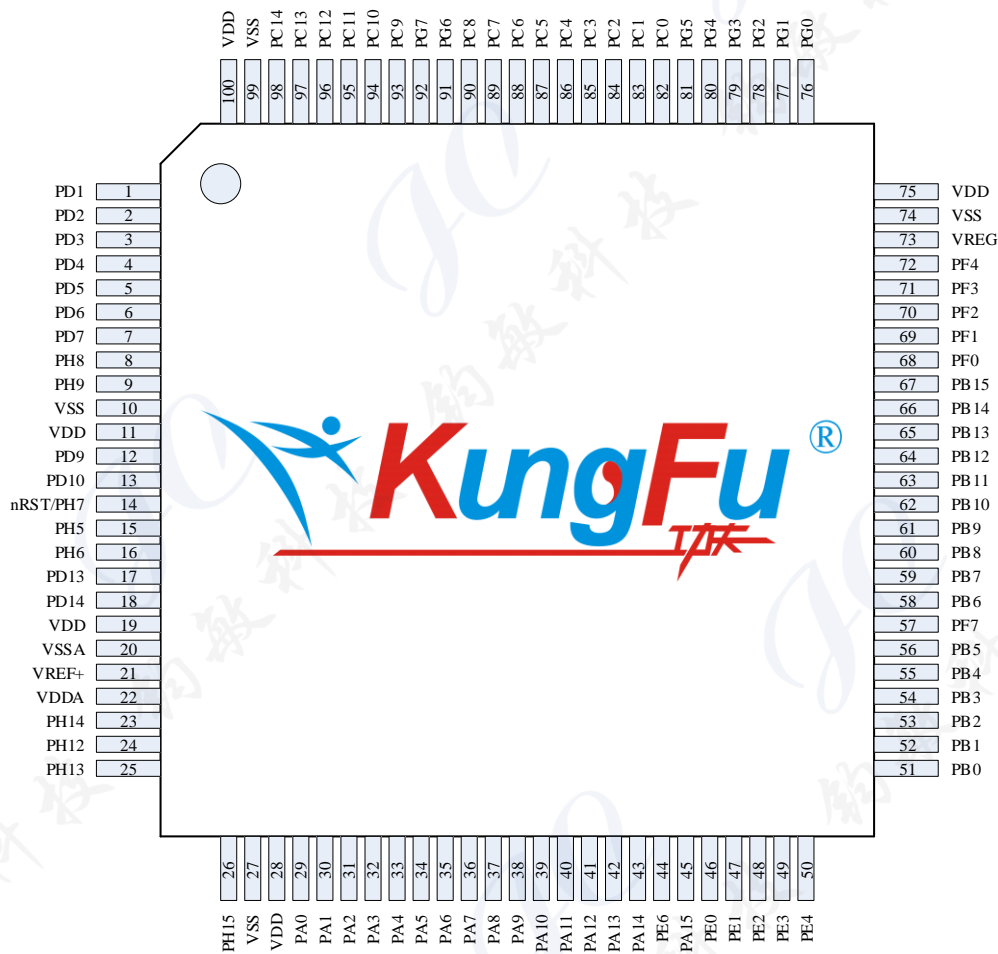 VDD VSS PC14 PC13 PC12 PC11 PC10 PC9 PG7 PG6 PC8 PC7 PC6 PC5 PC4 PC3 PC2 PC1 PC0 PG5 PG4 PG3 PG2 PG1 PG0
100 99 98 97 96 95 94 93 92 91 90 89 88 87 86 85 84 83 82 81 80 79 78 77 76
PD1 1 75 VDD
PD2 2 74 VSS
PD3 3 73 VREG
PD4 4 72 PF4
PD5 5 71 PF3
PD6 6 70 PF2
PD7 7 69 PF1
PH8 8 68 PF0
PH9 9 67 PB15
VSS 10 66 PB14
VDD 11 65 PB13
PD9 12 64 PB12
PD10 13 63 PB11
nRST/PH7 14 62 PB10
PH5 15 61 PB9
PH6 16 60 PB8
PD13 17 59 PB7
PD14 18 58 PB6
VDD 19 57 PF7
VSSA 20 56 PB5
VREF+ 21 55 PB4
VDDA 22 54 PB3
PH14 23 53 PB2
PH12 24 52 PB1
PH13 25 51 PB0
KungFu ®
功夫
26 27 28 29 30 31 32 33 34 35 36 37 38 39 40 41 42 43 44 45 46 47 48 49 50
PH15 VSS VDD PA0 PA1 PA2 PA3 PA4 PA5 PA6 PA7 PA8 PA9 PA10 PA11 PA12 PA13 PA14 PE6 PA15 PE0 PE1 PE2 PE3 PE4
JC
钧敏科技